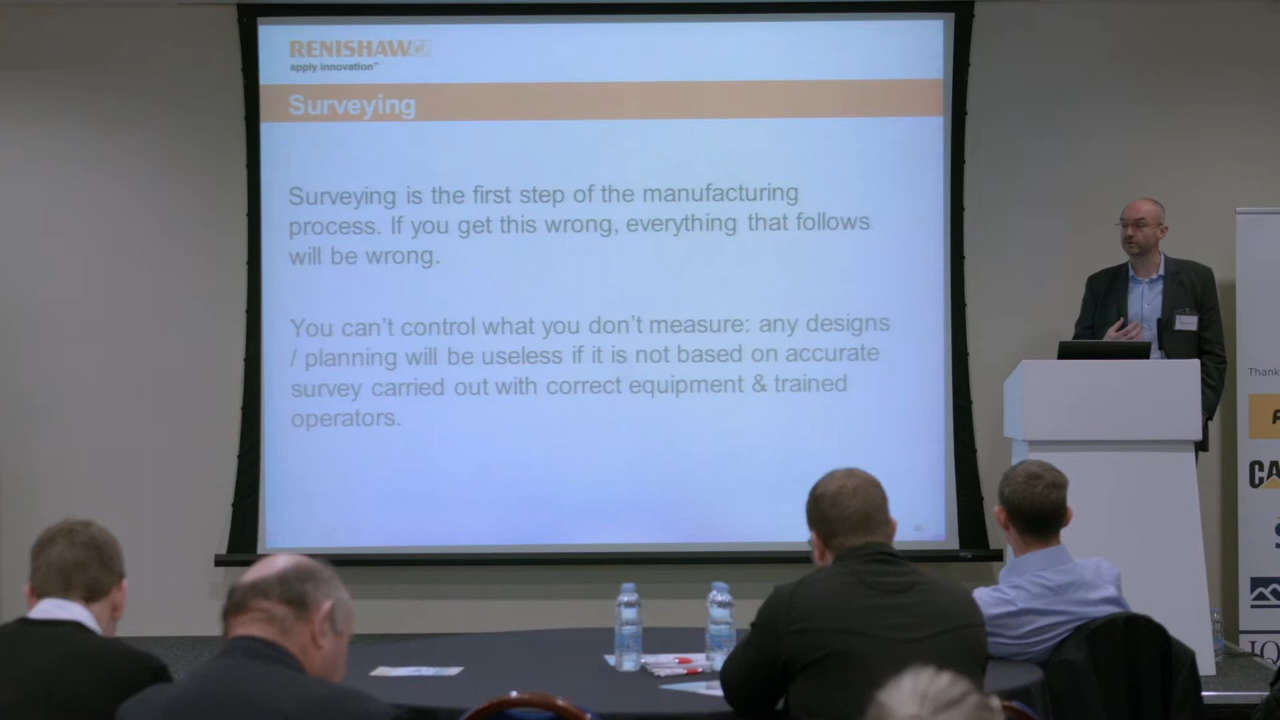 RENISHAW
apply innovation™
Surveying
Surveying is the first step of the manufacturing
process. If you get this wrong, everything that follows
will be wrong.
You can't control what you don't measure: any designs
/ planning will be useless if it is not based on accurate
survey carried out with correct equipment & trained
operators.
Thank
CA